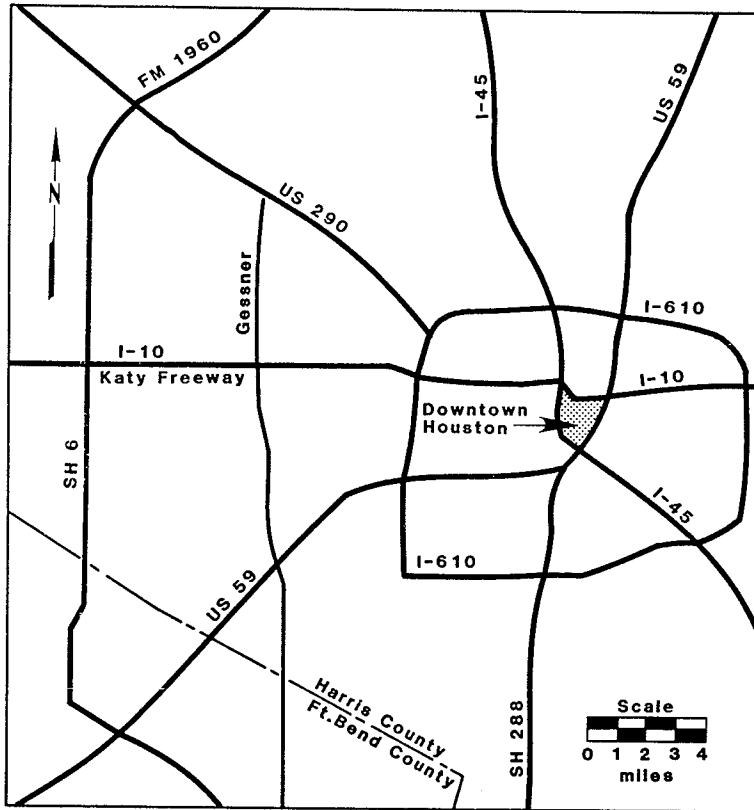 FM 1960
I-45
US 59
N
US 290
Gessner
I-610
I-10
Katy Freeway
I-10
Downtown
Houston
SH 6
I-45
I-610
US 59
Harris County
Ft.Bend County
SH 288
Scale
0 1 2 3 4
miles